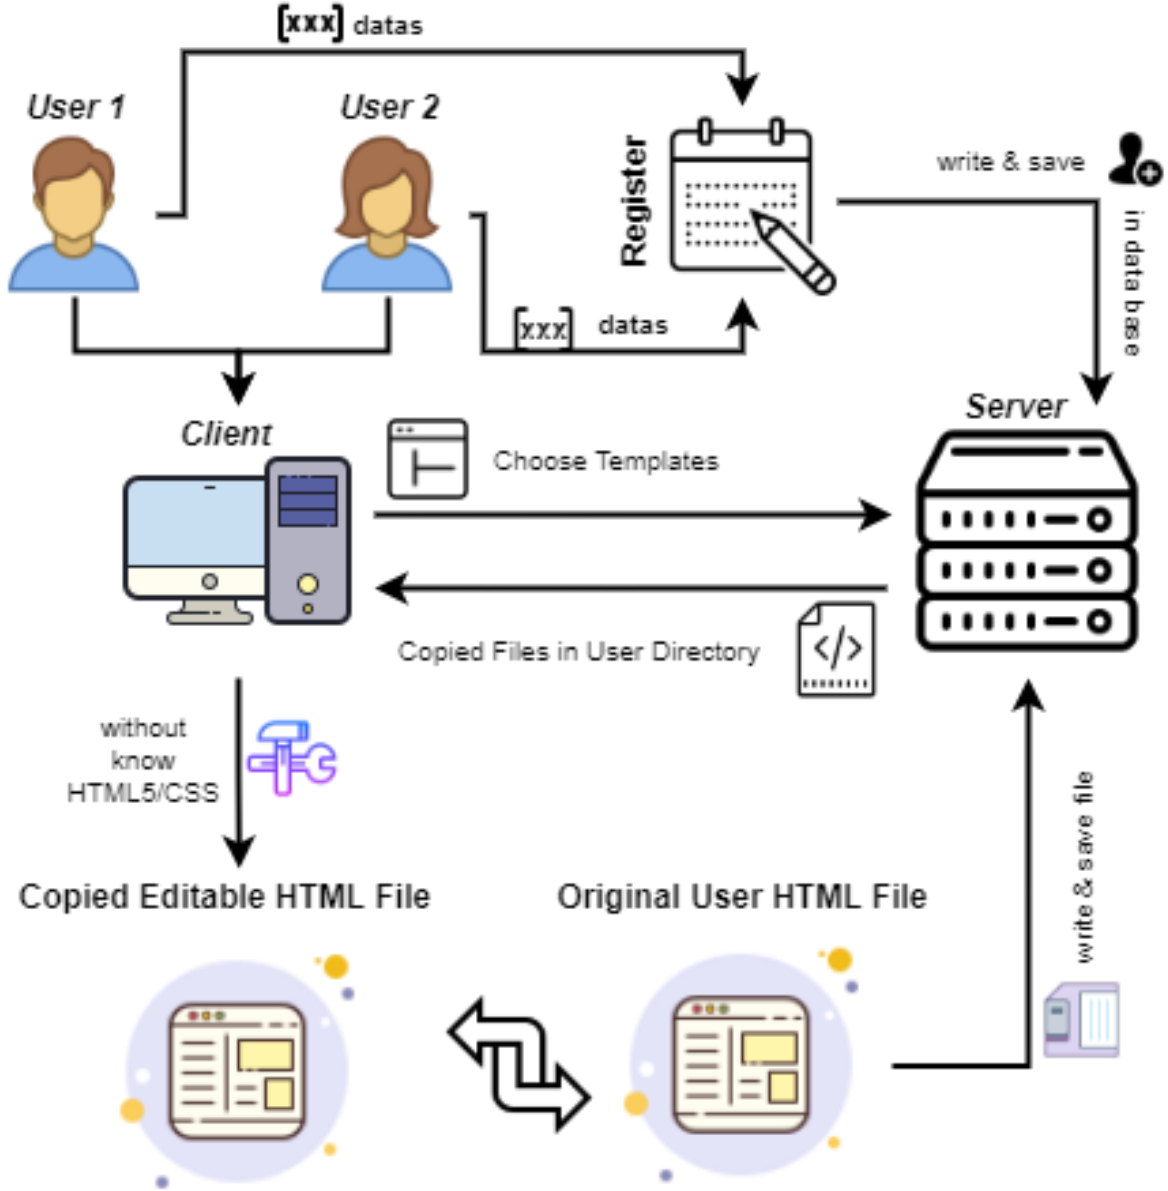 [xxx] datas
User 1
User 2
Register
write & save
in data base
[xxx] datas
Server
Client
Choose Templates
</>
Copied Files in User Directory
without
know
HTML5/CSS
write & save file
Copied Editable HTML File
Original User HTML File